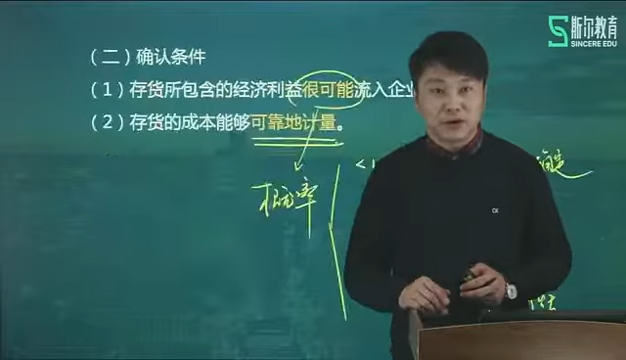 斯尔教育
SINCERE EDU
（二）确认条件
（1）存货所包含的经济利益很可能流入企业
（2）存货的成本能够可靠地计量。
概率